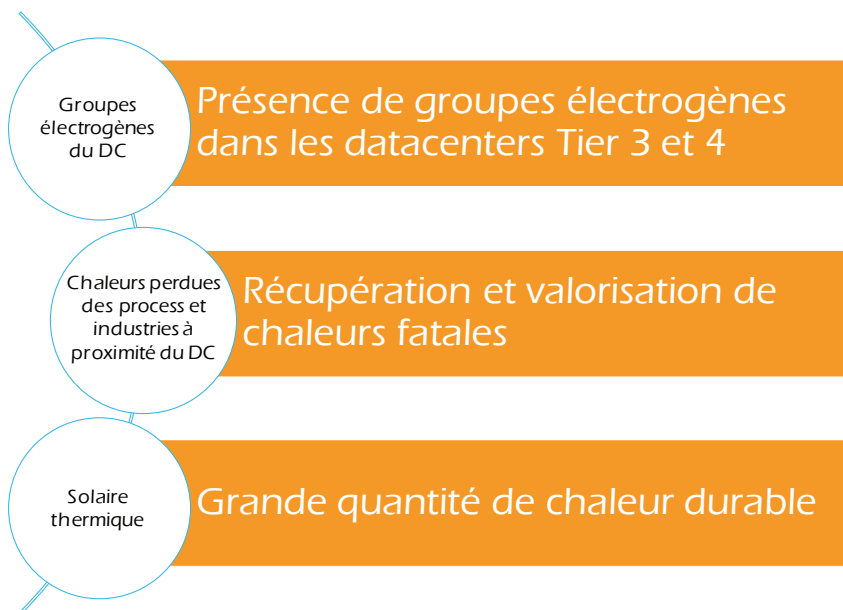 Groupes
électrogènes
du DC
Présence de groupes électrogènes
dans les datacenters Tier 3 et 4
Chaleurs perdues
des process et
industries à
proximité du DC
Récupération et valorisation de
chaleurs fatales
Solaire
thermique
Grande quantité de chaleur durable